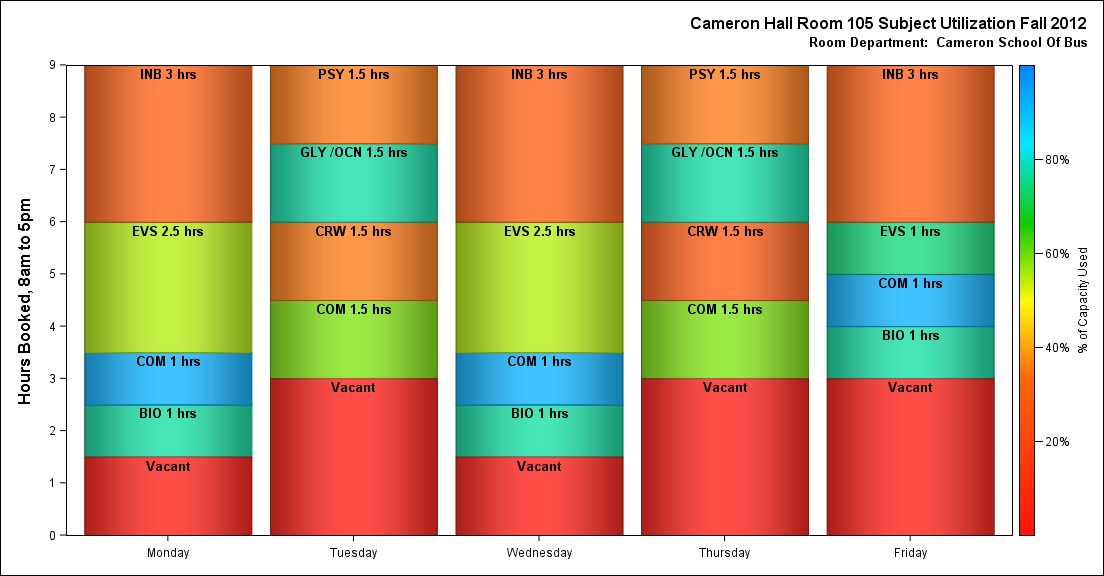 Cameron Hall Room 105 Subject Utilization Fall 2012
Room Department:  Cameron School Of Bus
Hours Booked, 8am to 5pm
9
8
7
6
5
4
3
2
1
0
INB 3 hrs
EVS 2.5 hrs
COM 1 hrs
BIO 1 hrs
Vacant
Monday
PSY 1.5 hrs
GLY /OCN 1.5 hrs
CRW 1.5 hrs
COM 1.5 hrs
Vacant
Tuesday
INB 3 hrs
EVS 2.5 hrs
COM 1 hrs
BIO 1 hrs
Vacant
Wednesday
PSY 1.5 hrs
GLY /OCN 1.5 hrs
CRW 1.5 hrs
COM 1.5 hrs
Vacant
Thursday
INB 3 hrs
EVS 1 hrs
COM 1 hrs
BIO 1 hrs
Vacant
Friday
80%
60%
40%
20%
% of Capacity Used